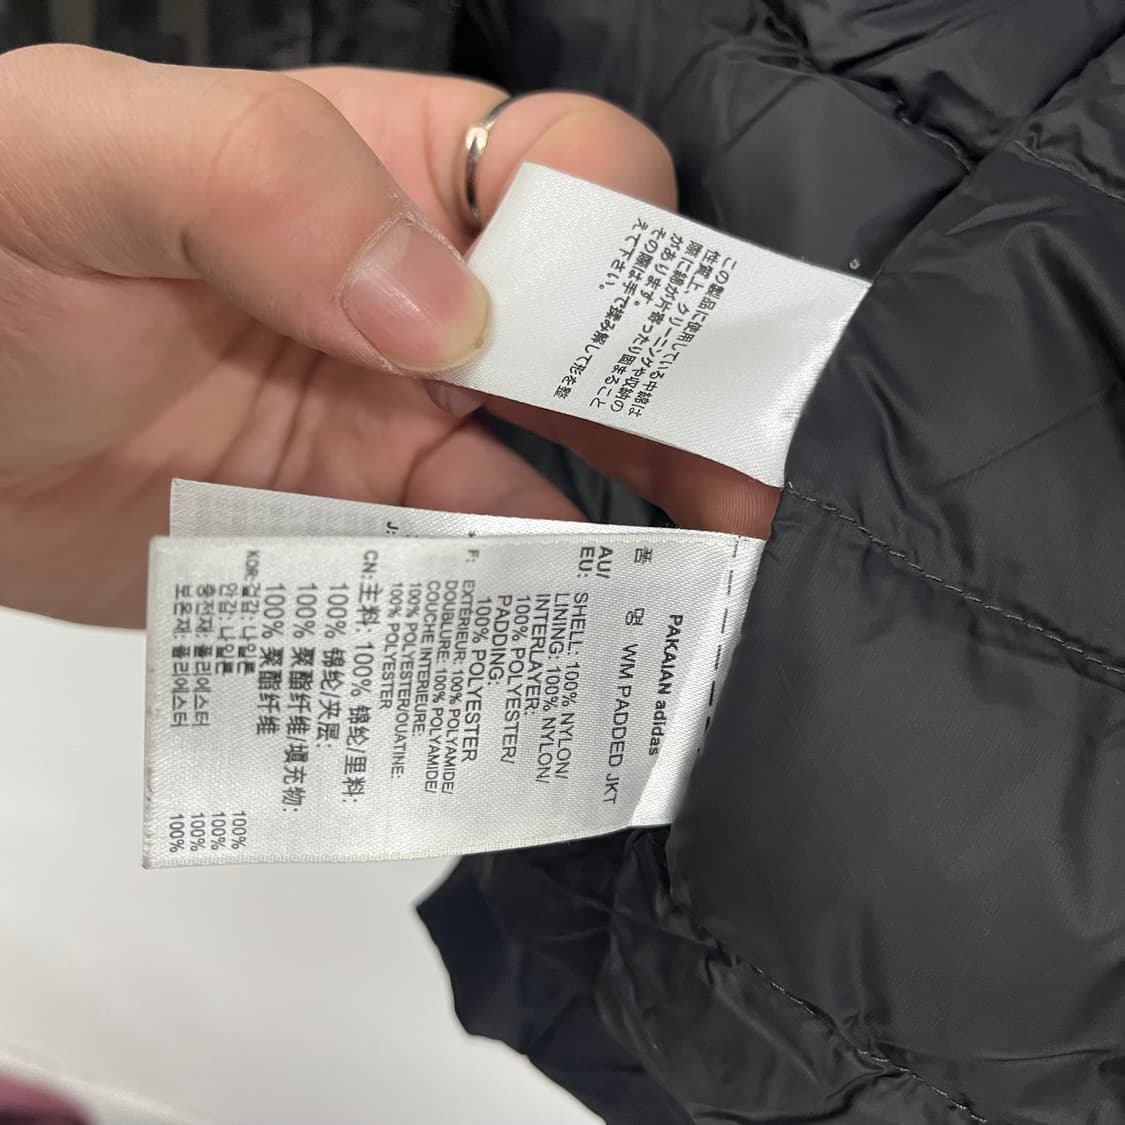 この製品に使用している中綿は
性質上、クリーニングや収納の
際に綿が片寄ったり固まること
があります。
その際は手で揉み解して形を整
えて下さい。
PAKAIAN adidas
품 명 WM PADDED JKT
AU/
EU: SHELL: 100% NYLON/
LINING: 100% NYLON/
INTERLAYER:
100% POLYESTER/
PADDING:
100% POLYESTER
F: EXTÉRIEUR: 100% POLYAMIDE/
DOUBLURE: 100% POLYAMIDE/
COUCHE INTERIEURE:
100% POLYESTER/OUATINE:
100% POLYESTER
CN: 主料: 100% 锦纶/里料:
100% 锦纶/夹层:
100% 聚酯纤维/填充物:
100% 聚酯纤维
KOR: 겉감: 나일론 100%
안감: 나일론 100%
충전재: 폴리에스터 100%
보온재: 폴리에스터 100%
J: